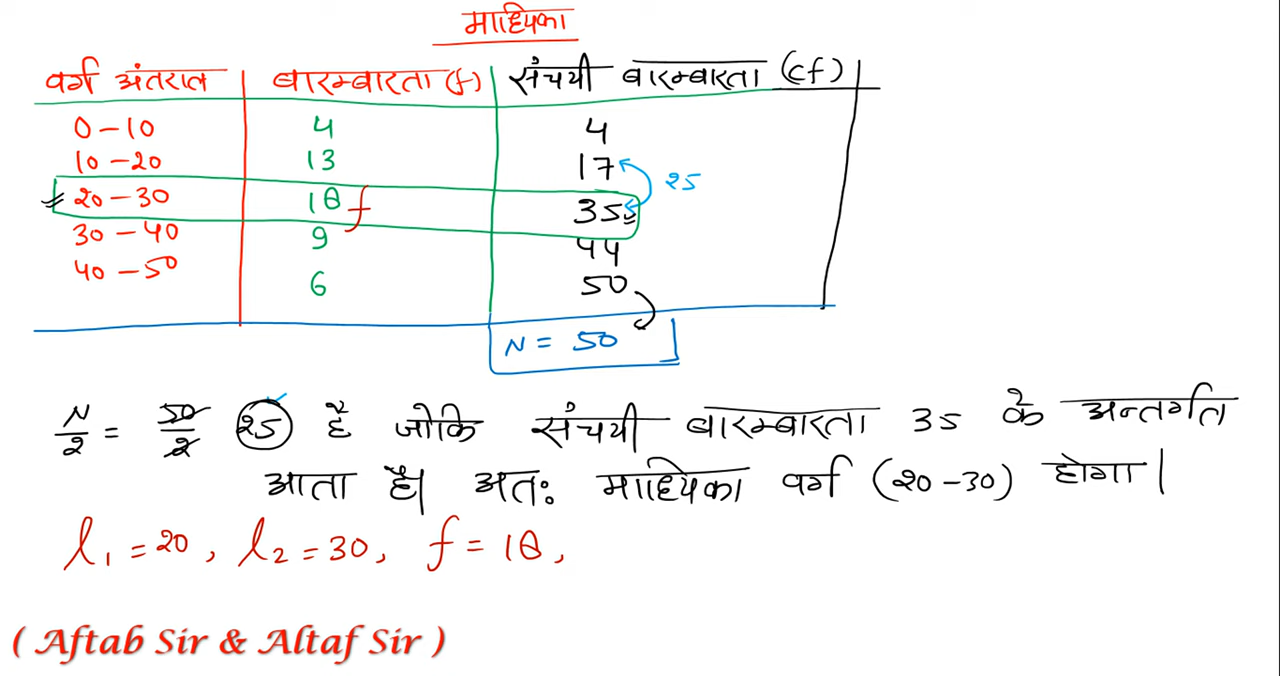 माध्यिका
वर्ग अंतराल बारम्बारता (f) संचयी बारम्बारता (cf)
0-10 4 4
10-20 13 17
25
20-30 18 f 35
30-40 9 44
40-50 6 50
N = 50
N/2 = 50/2 25 है जोकि संचयी बारम्बारता 35 के अन्तर्गत
आता है। अतः माध्यिका वर्ग (20-30) होगा।
l₁ = 20, l₂ = 30, f = 18,
( Aftab Sir & Altaf Sir )